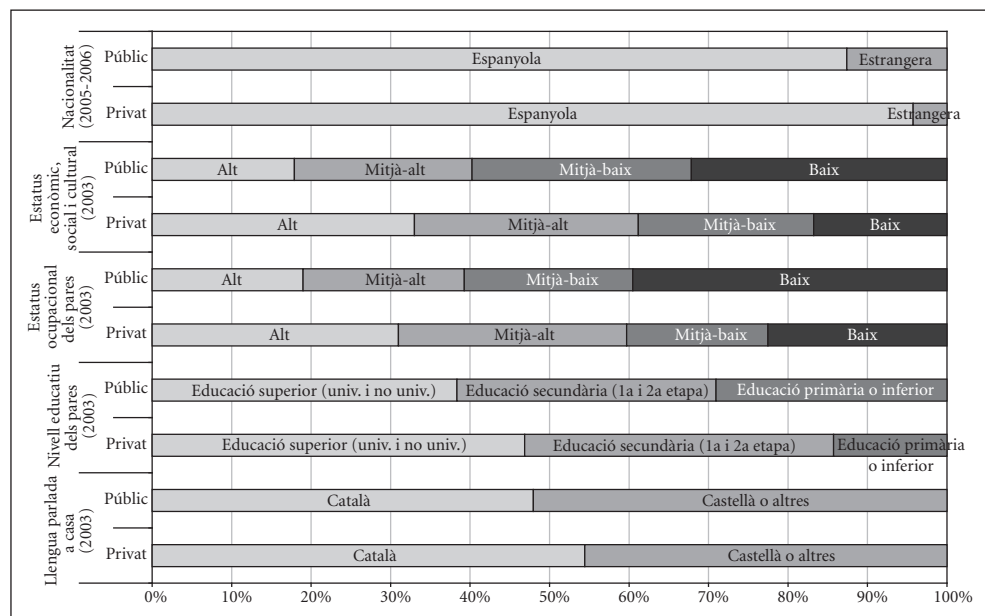 Nacionalitat
(2005-2006)
Públic
Espanyola
Estrangera
Privat
Espanyola
Estrangera
Estatus
econòmic,
social i cultural
(2003)
Públic
Alt
Mitjà-alt
Mitjà-baix
Baix
Privat
Alt
Mitjà-alt
Mitjà-baix
Baix
Estatus
ocupacional
dels pares
(2003)
Públic
Alt
Mitjà-alt
Mitjà-baix
Baix
Privat
Alt
Mitjà-alt
Mitjà-baix
Baix
Nivell educatiu
dels pares
(2003)
Públic
Educació superior (univ. i no univ.)
Educació secundària (1a i 2a etapa)
Educació primària o inferior
Privat
Educació superior (univ. i no univ.)
Educació secundària (1a i 2a etapa)
Educació primària
o inferior
Llengua parlada
a casa
(2003)
Públic
Català
Castellà o altres
Privat
Català
Castellà o altres
0% 10% 20% 30% 40% 50% 60% 70% 80% 90% 100%